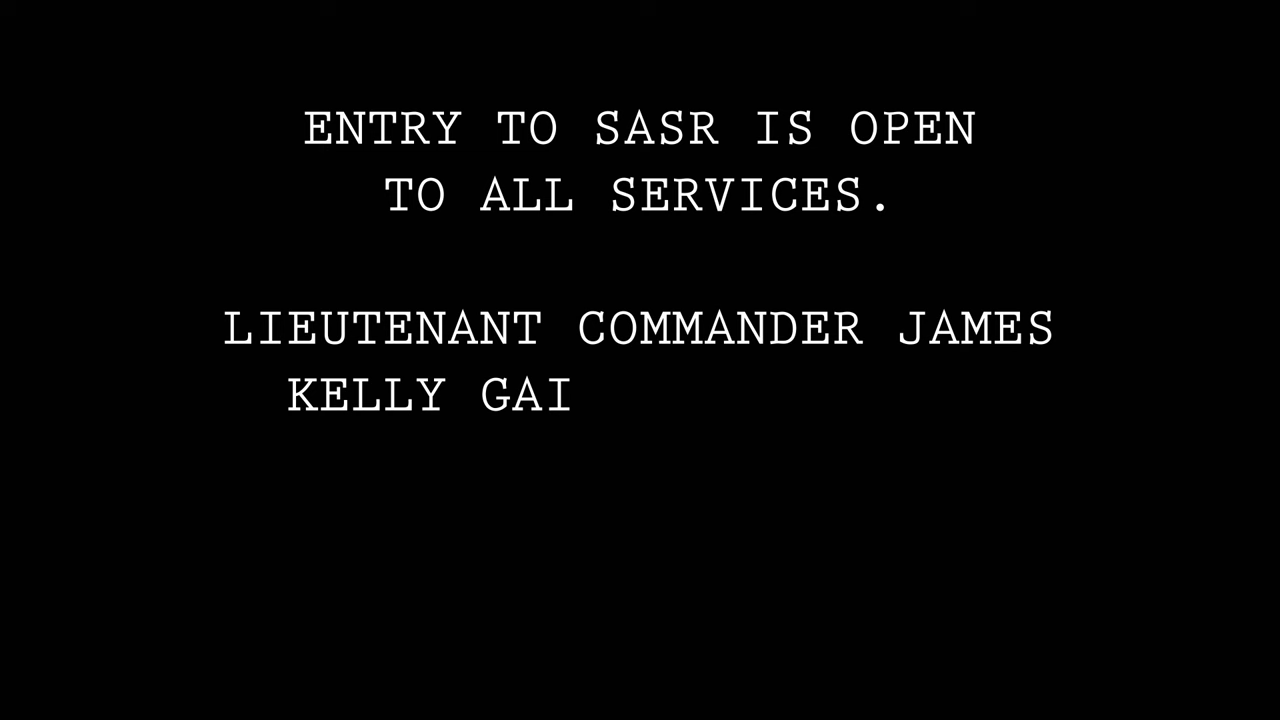 ENTRY TO SASR IS OPEN
TO ALL SERVICES.
LIEUTENANT COMMANDER JAMES
KELLY GAI